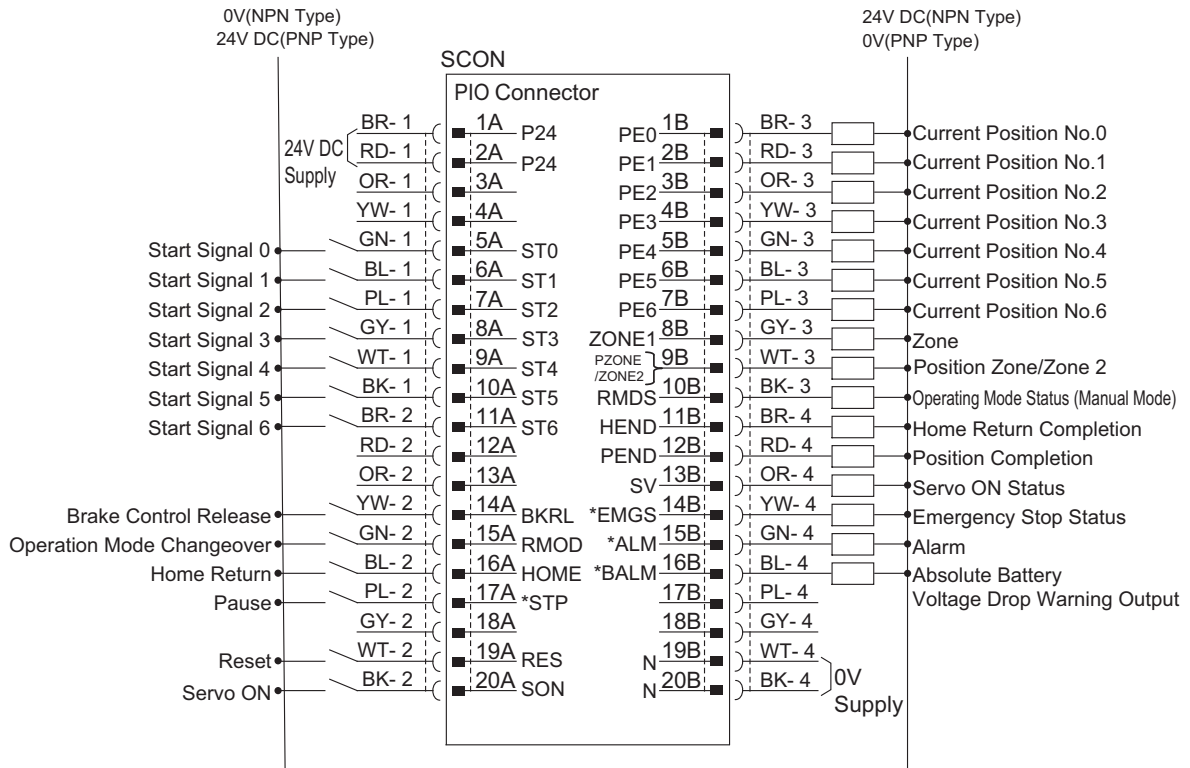 0V(NPN Type)
24V DC(PNP Type)
24V DC(NPN Type)
0V(PNP Type)
SCON
PIO Connector
24V DC
Supply
BR- 1 1A P24 PE0 1B BR- 3 Current Position No.0
RD- 1 2A P24 PE1 2B RD- 3 Current Position No.1
OR- 1 3A PE2 3B OR- 3 Current Position No.2
YW- 1 4A PE3 4B YW- 3 Current Position No.3
Start Signal 0 GN- 1 5A ST0 PE4 5B GN- 3 Current Position No.4
Start Signal 1 BL- 1 6A ST1 PE5 6B BL- 3 Current Position No.5
Start Signal 2 PL- 1 7A ST2 PE6 7B PL- 3 Current Position No.6
Start Signal 3 GY- 1 8A ST3 ZONE1 8B GY- 3 Zone
Start Signal 4 WT- 1 9A ST4 PZONE /ZONE2 9B WT- 3 Position Zone/Zone 2
Start Signal 5 BK- 1 10A ST5 RMDS 10B BK- 3 Operating Mode Status (Manual Mode)
Start Signal 6 BR- 2 11A ST6 HEND 11B BR- 4 Home Return Completion
RD- 2 12A PEND 12B RD- 4 Position Completion
OR- 2 13A SV 13B OR- 4 Servo ON Status
Brake Control Release YW- 2 14A BKRL *EMGS 14B YW- 4 Emergency Stop Status
Operation Mode Changeover GN- 2 15A RMOD *ALM 15B GN- 4 Alarm
Home Return BL- 2 16A HOME *BALM 16B BL- 4 Absolute Battery
Pause PL- 2 17A *STP 17B PL- 4 Voltage Drop Warning Output
GY- 2 18A 18B GY- 4
Reset WT- 2 19A RES N 19B WT- 4
Servo ON BK- 2 20A SON N 20B BK- 4
0V
Supply